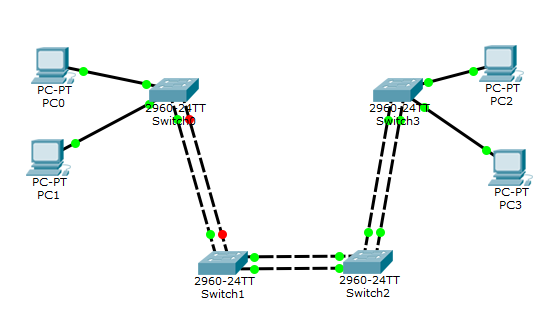 PC-PT
PC0
2960-24TT
Switch0
2960-24TT
Switch3
PC-PT
PC2
PC-PT
PC1
PC-PT
PC3
2960-24TT
Switch1
2960-24TT
Switch2